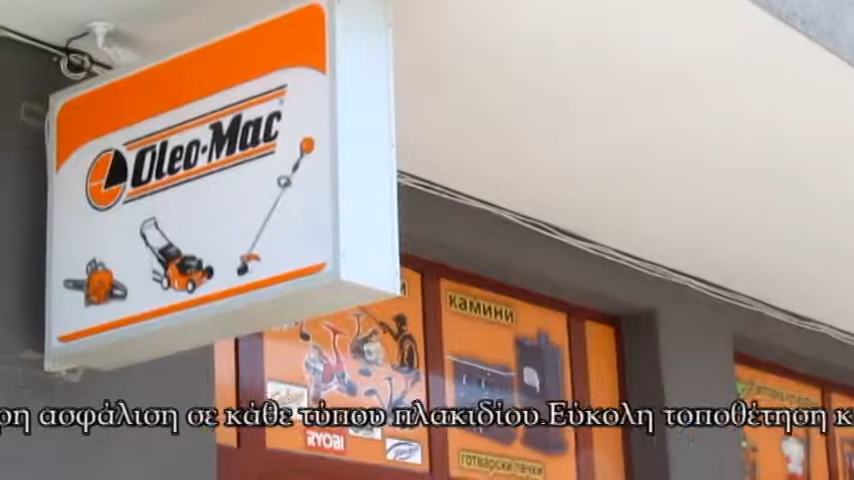 Oleo-Mac
камини
ρη ασφάλιση σε κάθε τύπου πλακιδίου.Εύκολη τοποθέτηση κ
RYOBI
готварски печки